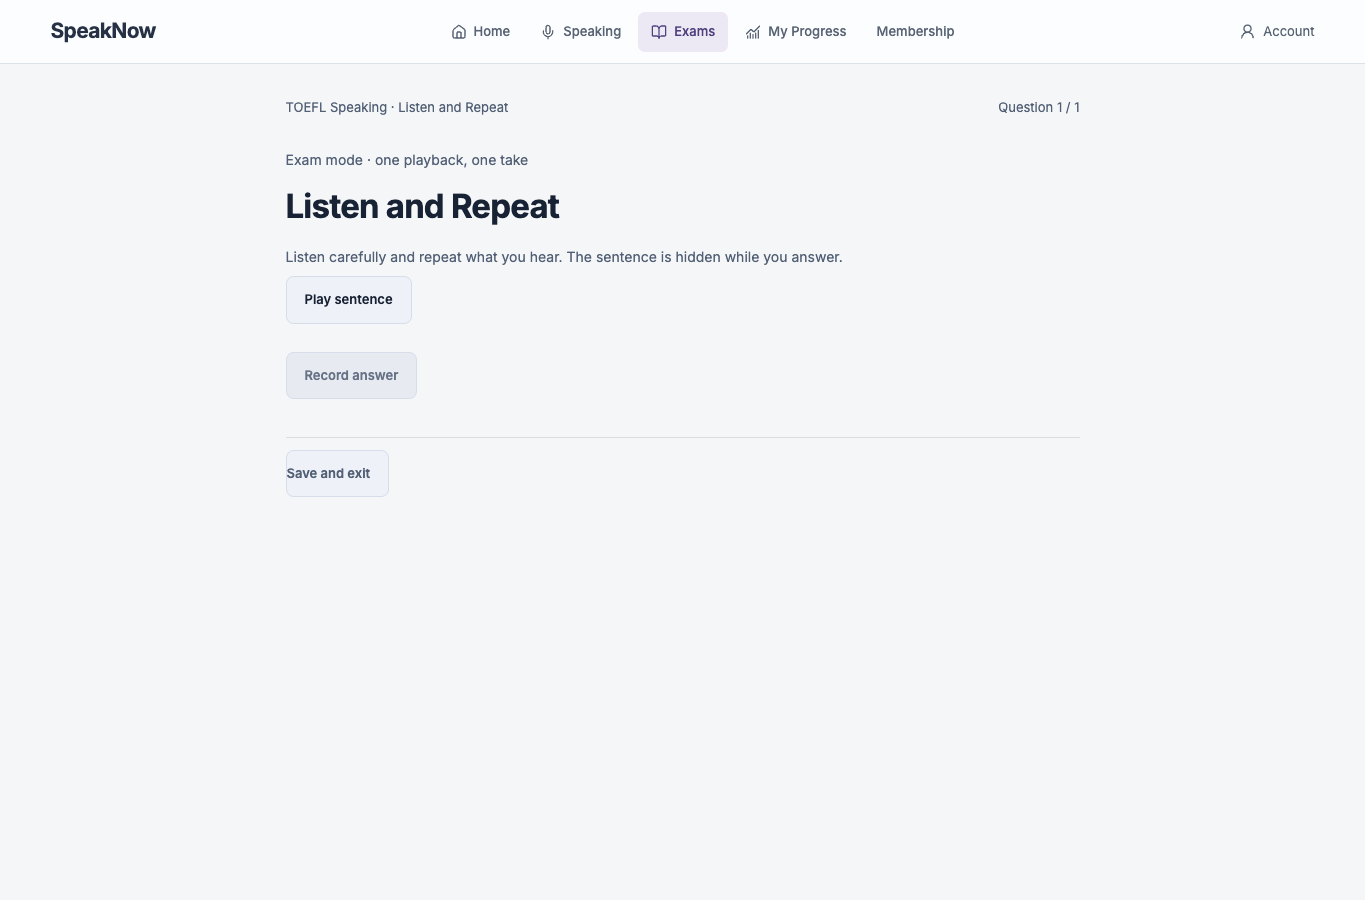 SpeakNow
Home
Speaking
Exams
My Progress
Membership
Account
TOEFL Speaking · Listen and Repeat
Question 1 / 1
Exam mode · one playback, one take
Listen and Repeat
Listen carefully and repeat what you hear. The sentence is hidden while you answer.
Play sentence
Record answer
Save and exit